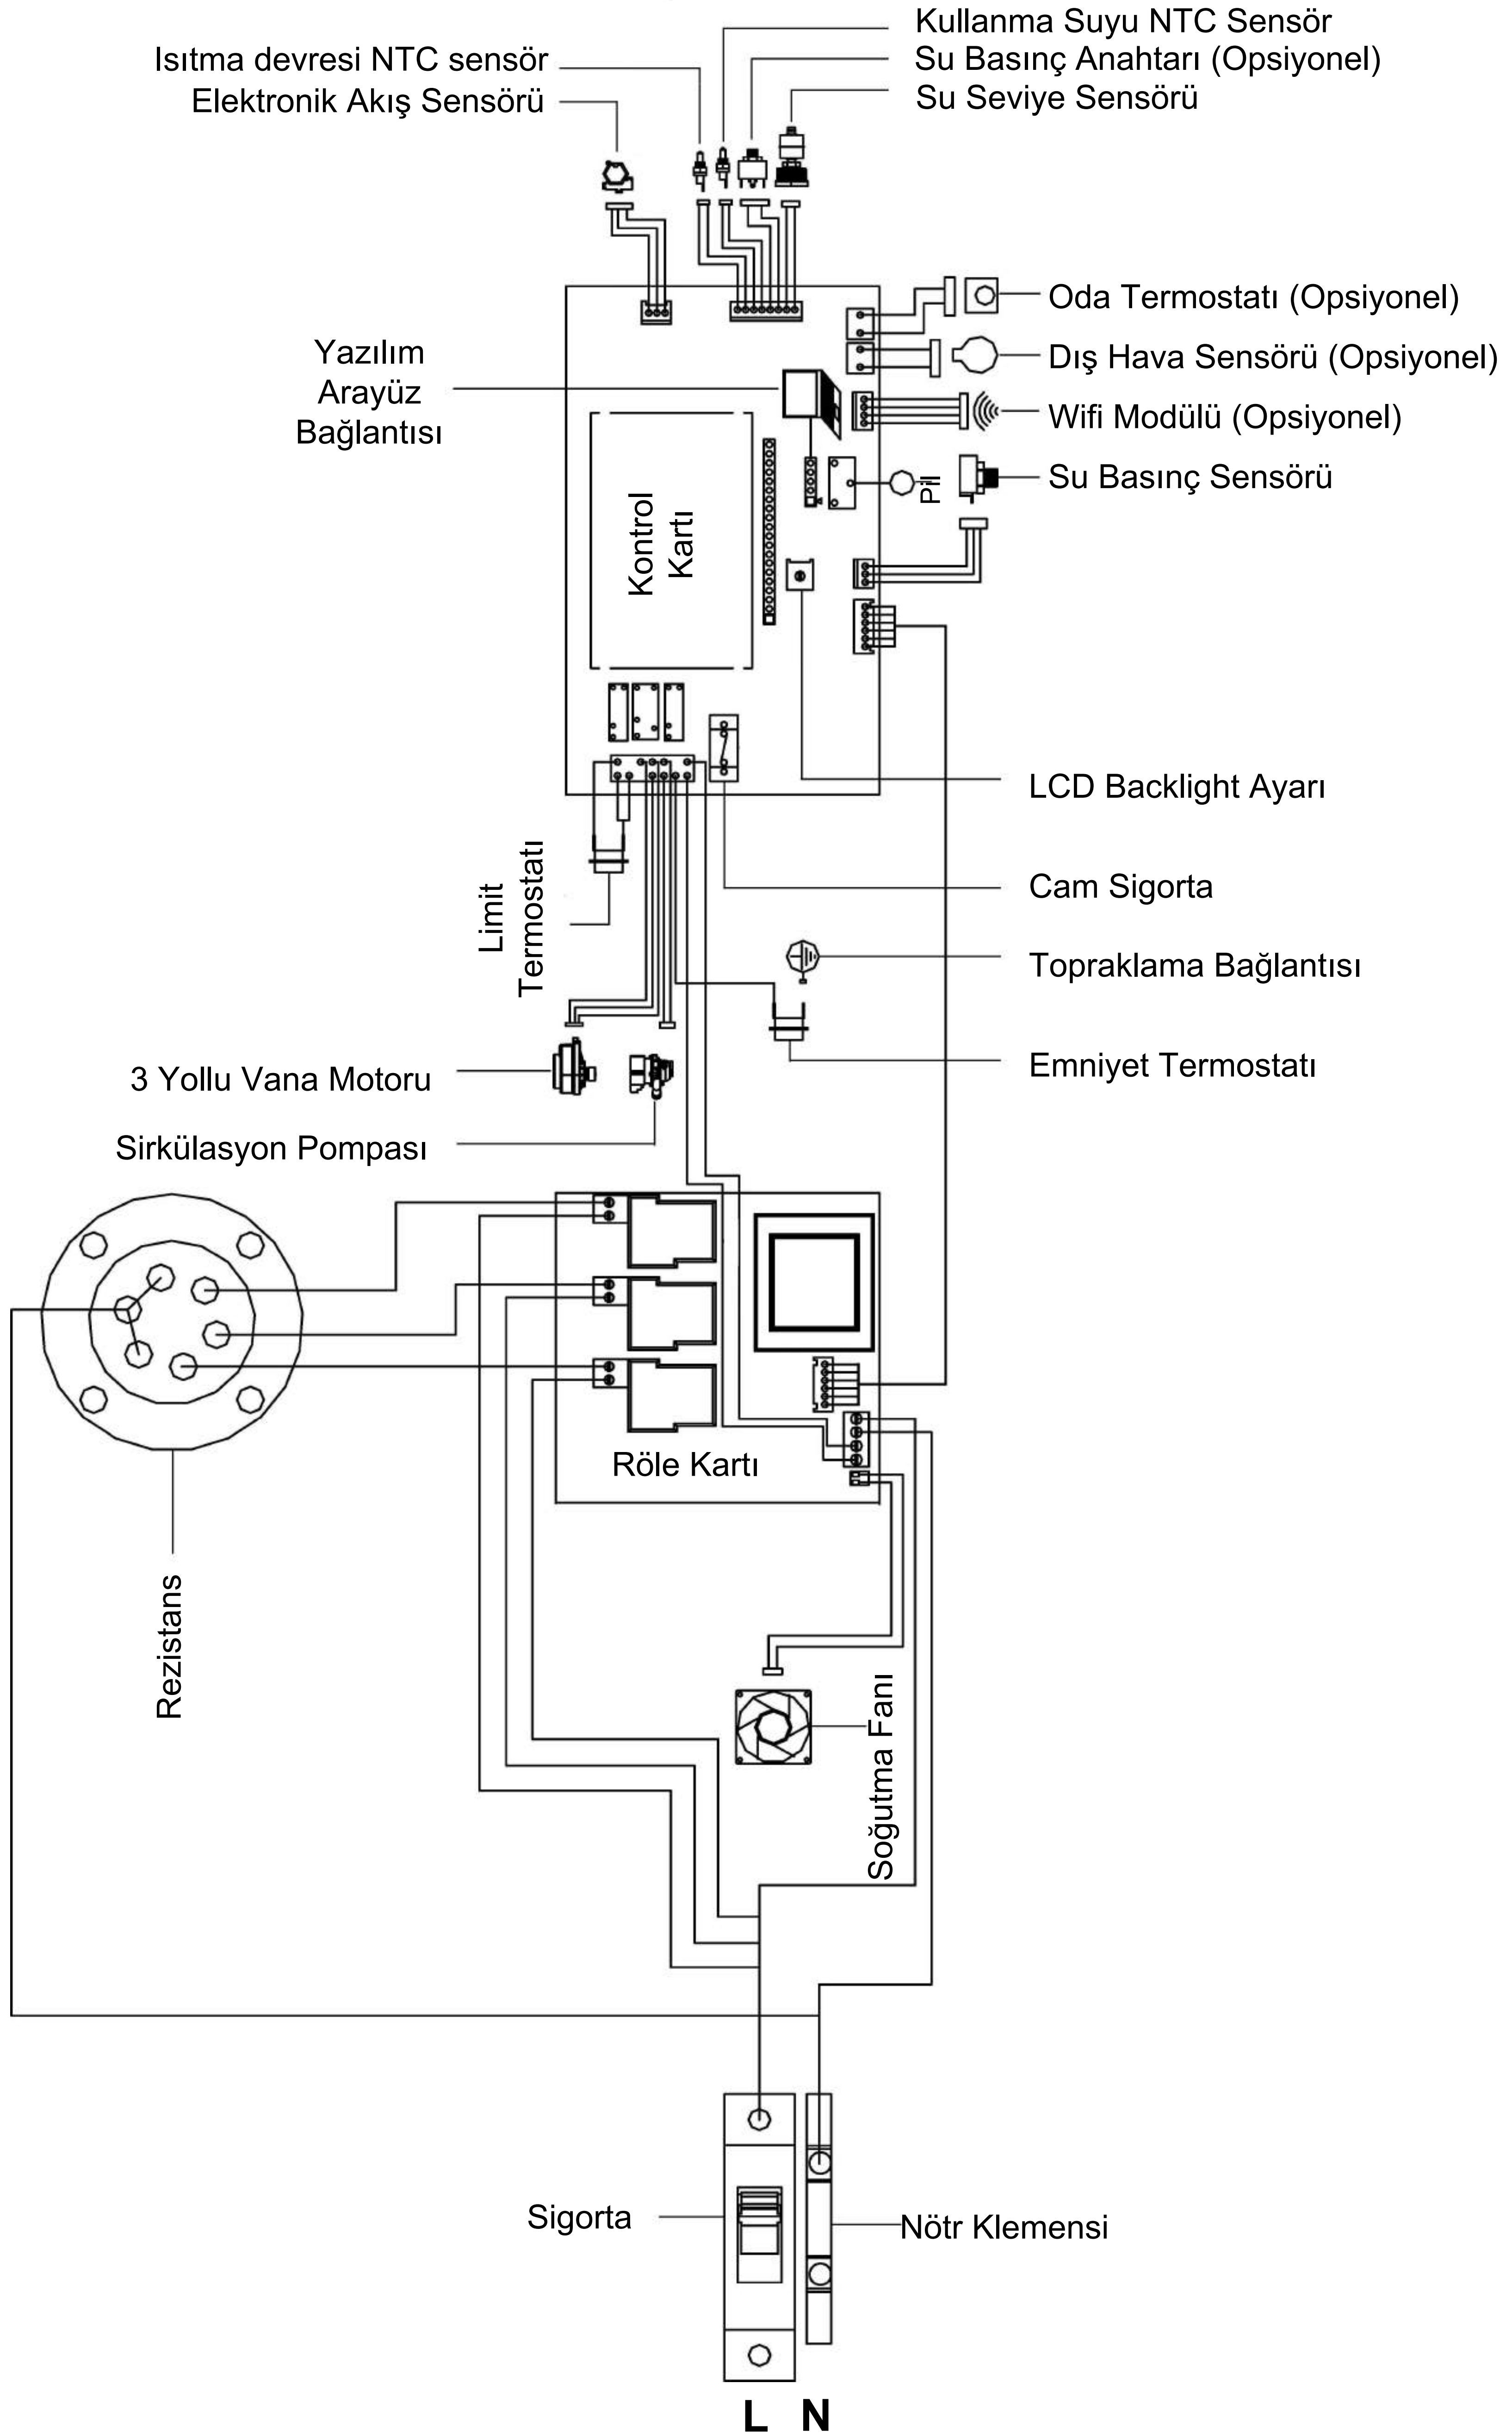 Kullanma Suyu NTC Sensör
Isıtma devresi NTC sensör
Su Basınç Anahtarı (Opsiyonel)
Elektronik Akış Sensörü
Su Seviye Sensörü
Oda Termostatı (Opsiyonel)
Yazılım
Arayüz
Bağlantısı
Dış Hava Sensörü (Opsiyonel)
Wifi Modülü (Opsiyonel)
Pil
Su Basınç Sensörü
Kontrol
Kartı
LCD Backlight Ayarı
Limit
Termostatı
Cam Sigorta
Topraklama Bağlantısı
Emniyet Termostatı
3 Yollu Vana Motoru
Sirkülasyon Pompası
Röle Kartı
Rezistans
Soğutma Fanı
Sigorta
Nötr Klemensi
L N